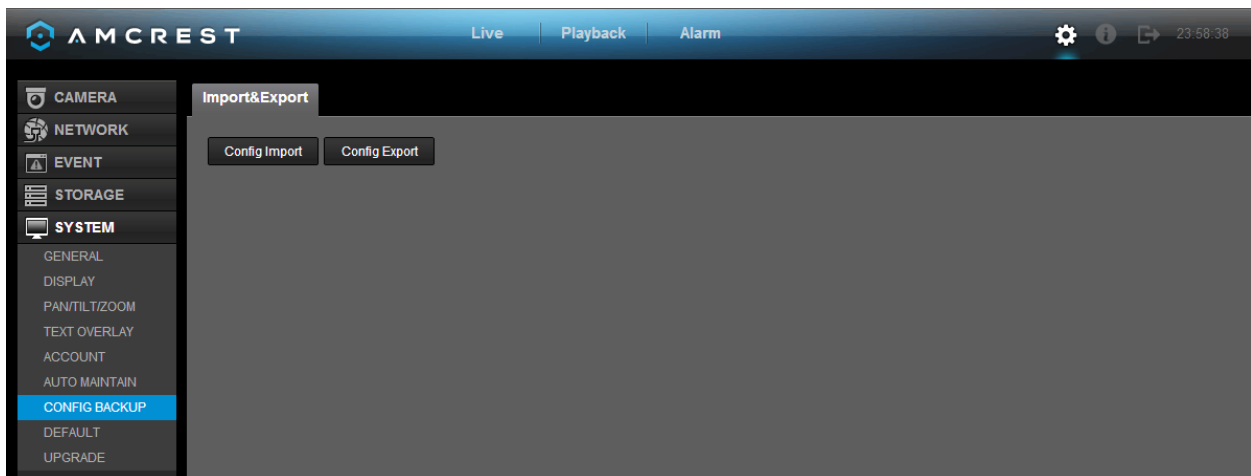 AMCREST
Live Playback Alarm
23:58:38
CAMERA
NETWORK
EVENT
STORAGE
SYSTEM
GENERAL
DISPLAY
PAN/TILT/ZOOM
TEXT OVERLAY
ACCOUNT
AUTO MAINTAIN
CONFIG BACKUP
DEFAULT
UPGRADE
Import&Export
Config Import Config Export